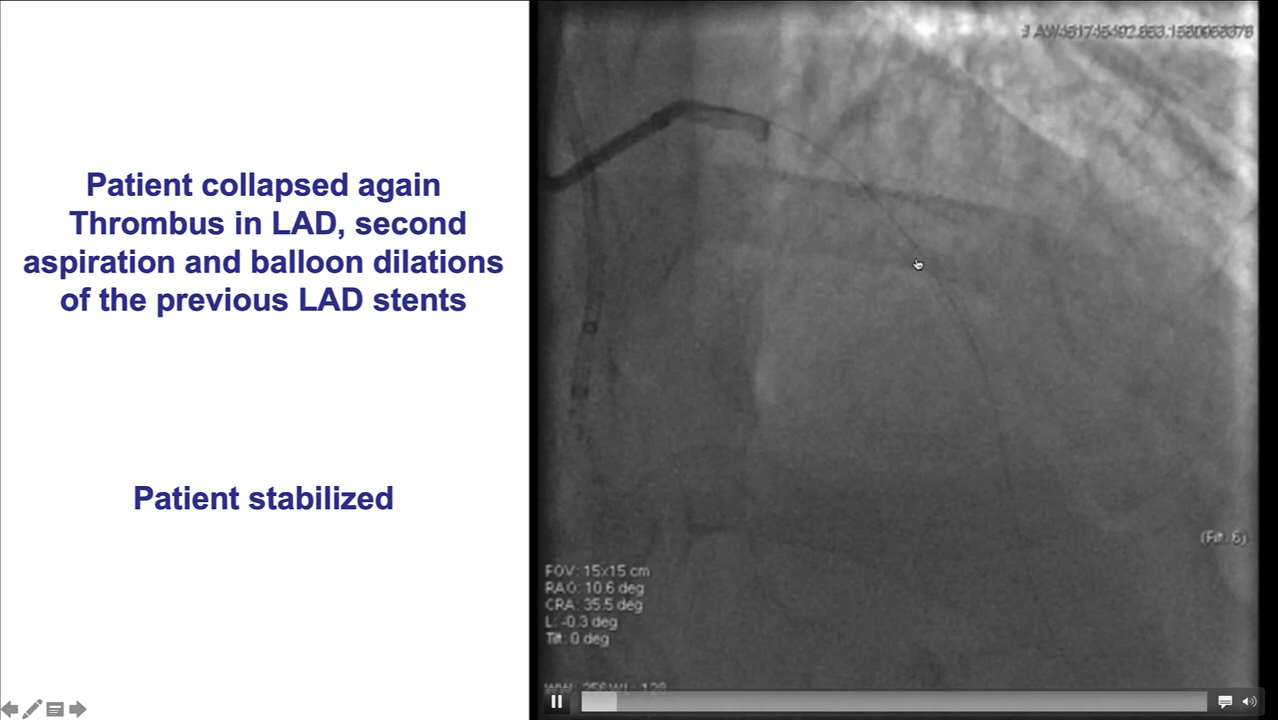 Patient collapsed again
Thrombus in LAD, second
aspiration and balloon dilations
of the previous LAD stents
Patient stabilized
(Filt. 6)
FOV: 15x15 cm
RAO: 10.6 deg
CRA: 35.5 deg
L: -0.3 deg
Tilt: 0 deg